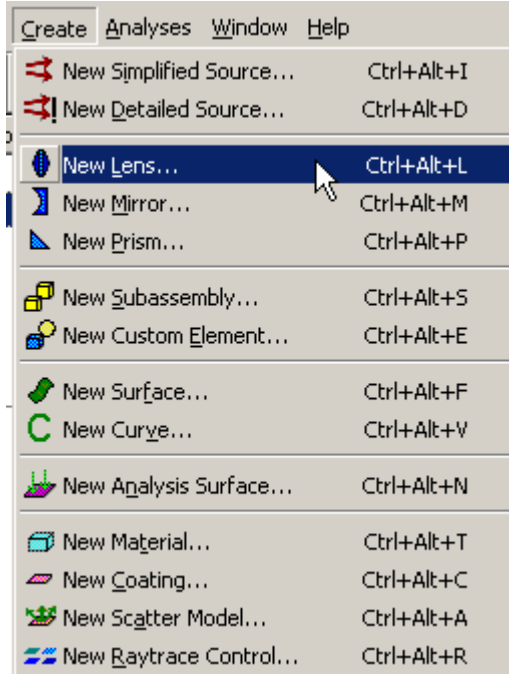 Create Analyses Window Help
New Simplified Source... Ctrl+Alt+I
New Detailed Source... Ctrl+Alt+D
New Lens... Ctrl+Alt+L
New Mirror... Ctrl+Alt+M
New Prism... Ctrl+Alt+P
New Subassembly... Ctrl+Alt+S
New Custom Element... Ctrl+Alt+E
New Surface... Ctrl+Alt+F
New Curve... Ctrl+Alt+V
New Analysis Surface... Ctrl+Alt+N
New Material... Ctrl+Alt+T
New Coating... Ctrl+Alt+C
New Scatter Model... Ctrl+Alt+A
New Raytrace Control... Ctrl+Alt+R